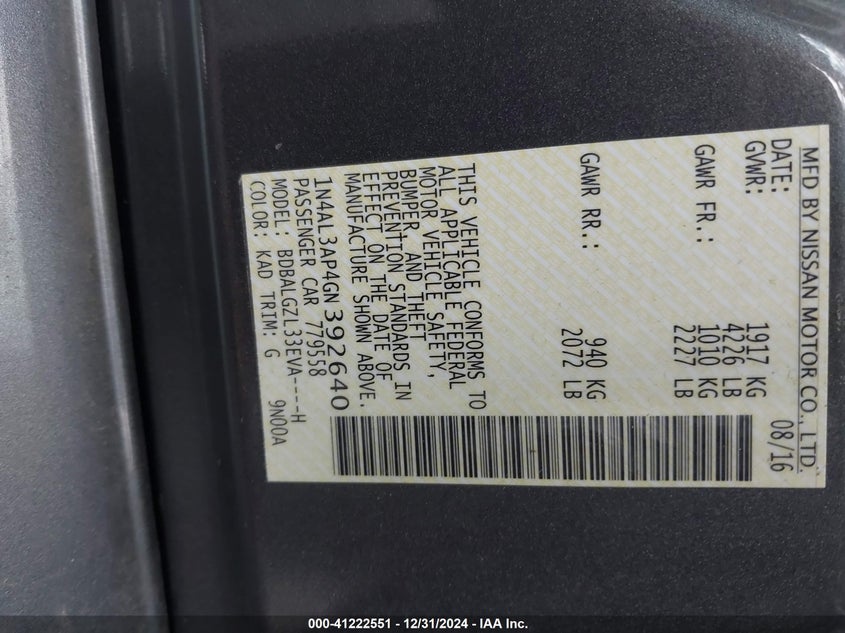 MFD BY NISSAN MOTOR CO., LTD.
DATE: 08/16
GVWR: 1917 KG
4226 LB
GAWR FR.: 1010 KG
2227 LB
GAWR RR.: 940 KG
2072 LB
THIS VEHICLE CONFORMS TO
ALL APPLICABLE FEDERAL
MOTOR VEHICLE SAFETY,
BUMPER, AND THEFT
PREVENTION STANDARDS IN
EFFECT ON THE DATE OF
MANUFACTURE SHOWN ABOVE.
1N4AL3AP4GN392640
PASSENGER CAR 779558
MODEL: BDBALGZL33EVA----H
COLOR: KAD TRIM: G 9N00A
000-41222551 - 12/31/2024 - IAA Inc.